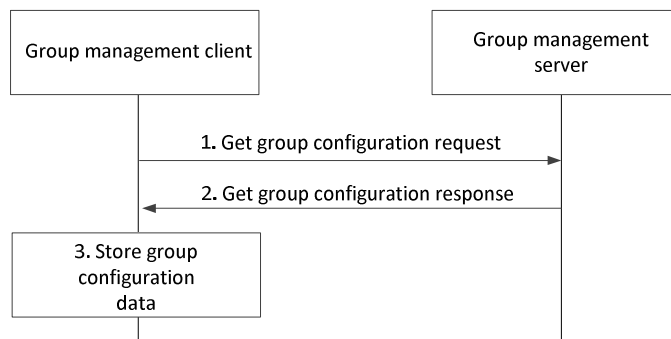 Group management client
Group management
server
1. Get group configuration request
2. Get group configuration response
3. Store group
configuration
data